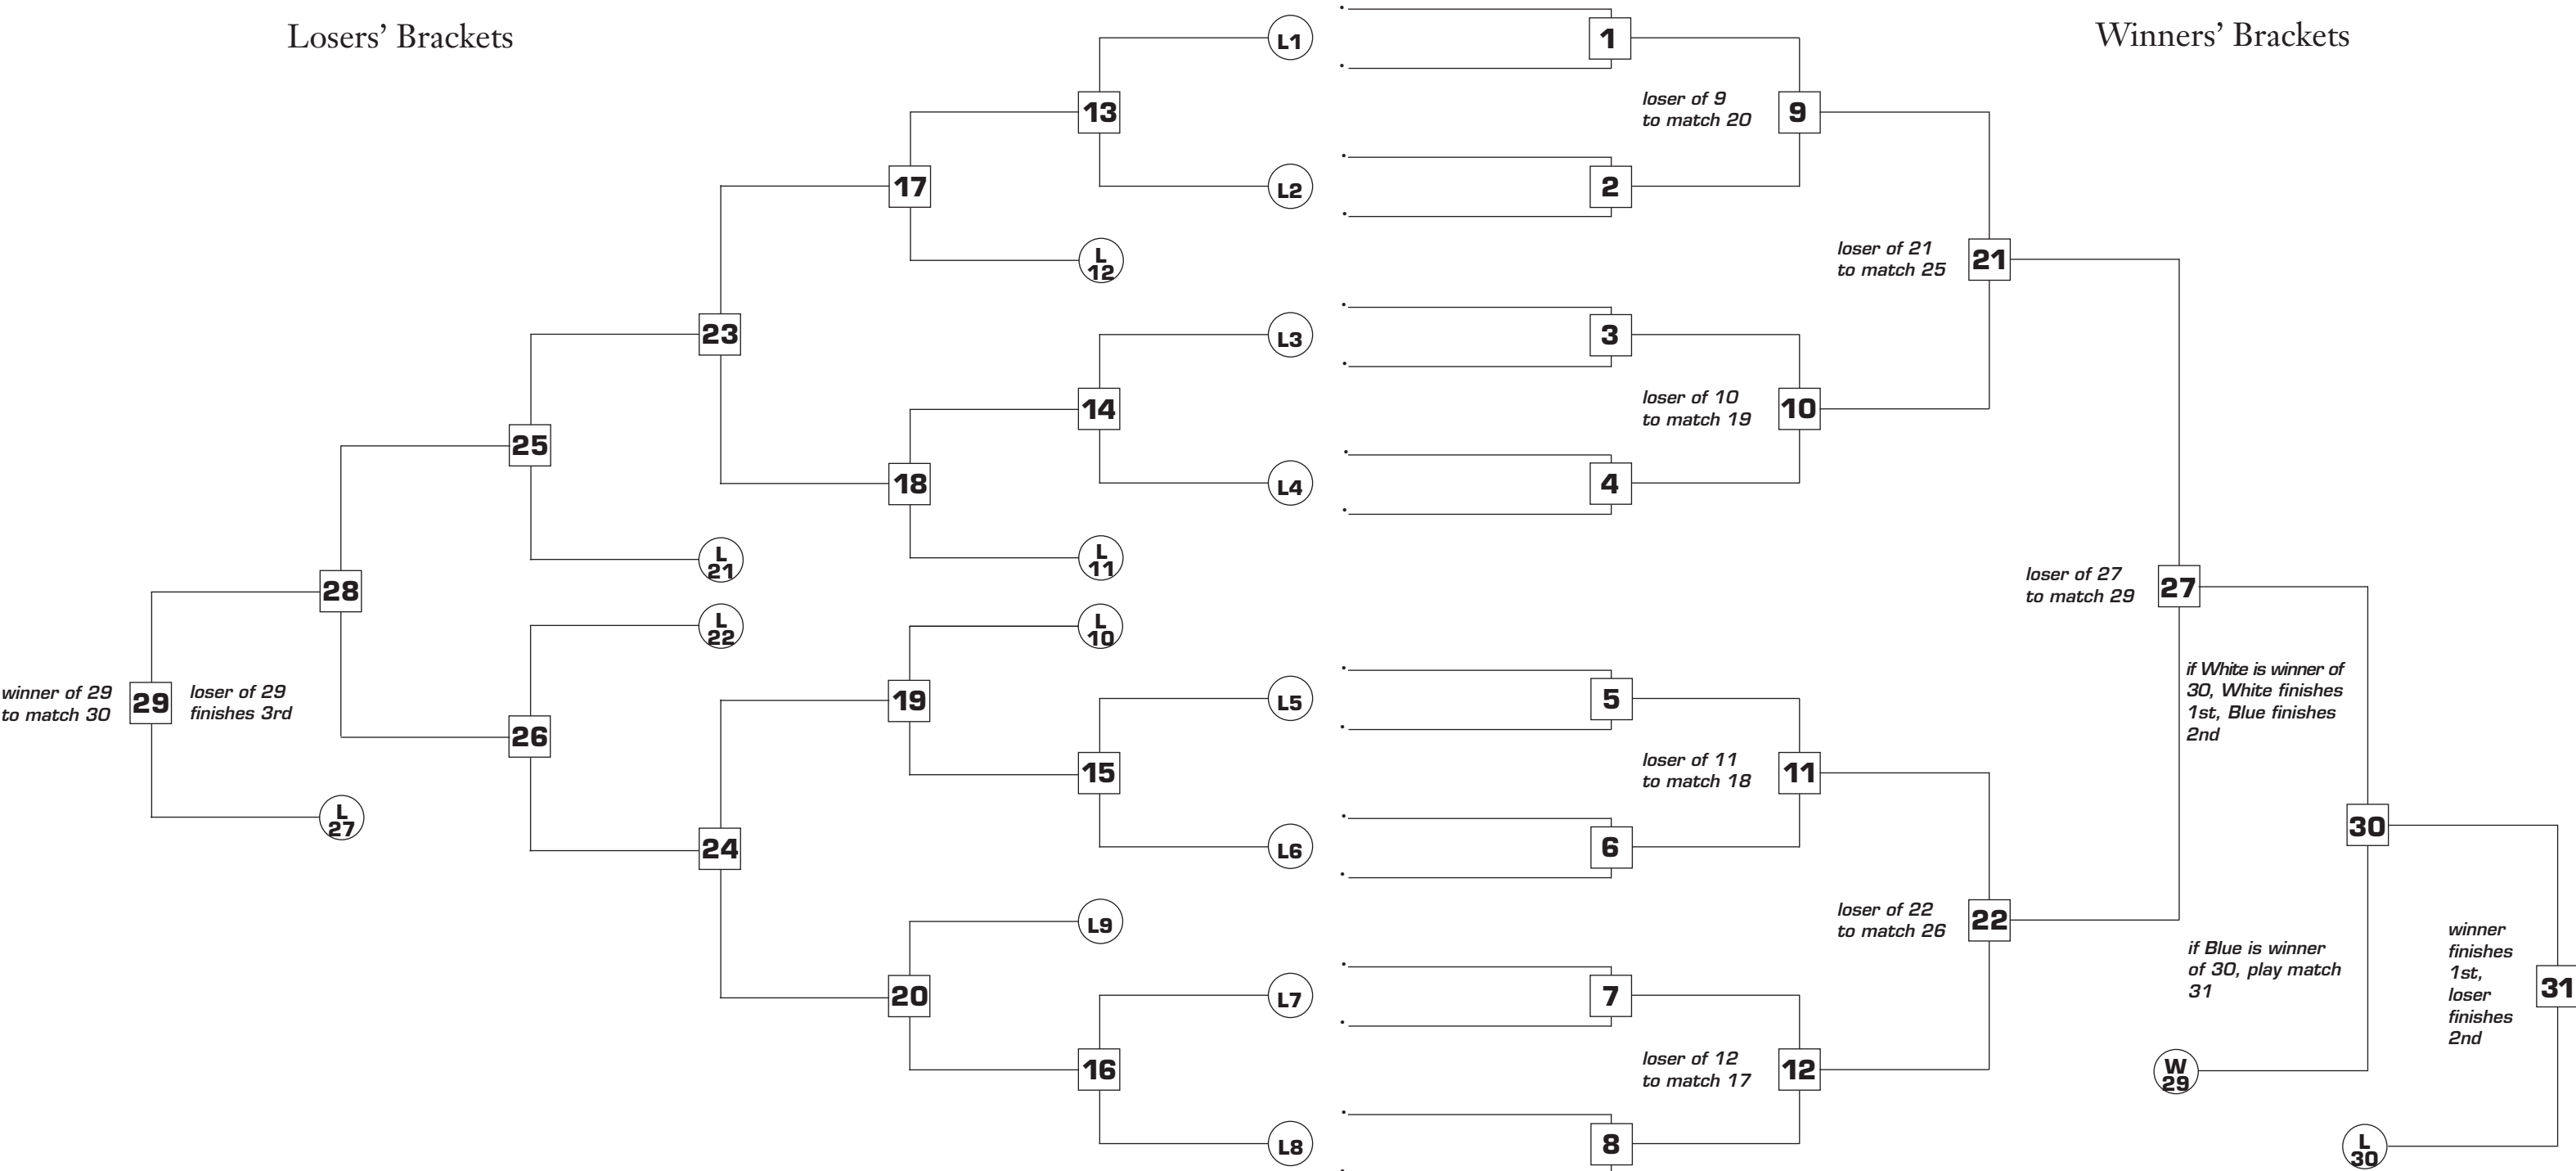 Losers’ Brackets
Winners’ Brackets
L1
1
13
loser of 9
to match 20
9
17
L2
2
L
12
loser of 21
to match 25
21
23
L3
3
14
loser of 10
to match 19
10
25
18
L4
4
L
21
L
11
28
L
22
L
10
loser of 27
to match 29
27
winner of 29
to match 30
29
loser of 29
finishes 3rd
26
19
L5
5
if White is winner of
30, White finishes
1st, Blue finishes
2nd
15
loser of 11
to match 18
11
L
27
24
L6
6
30
L9
loser of 22
to match 26
22
if Blue is winner
of 30, play match
31
winner
finishes
1st,
loser
finishes
2nd
31
20
L7
7
16
loser of 12
to match 17
12
W
29
L8
8
L
30